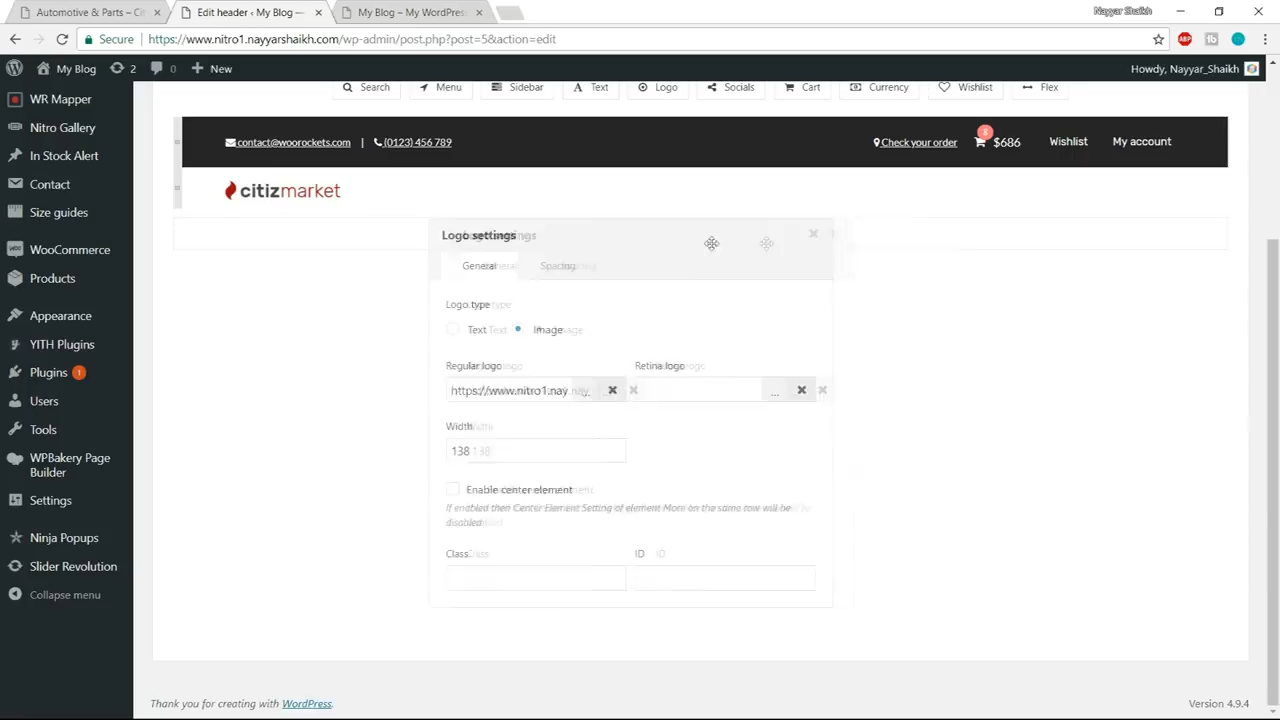 Automotive & Parts – Ci
Edit header ‹ My Blog —
My Blog – My WordPress
Nayyar Shaikh
Secure
https://www.nitro1.nayyarshaikh.com/wp-admin/post.php?post=5&action=edit
ABP
My Blog
2
0
New
Howdy, Nayyar_Shaikh
WR Mapper
Nitro Gallery
In Stock Alert
Contact
Size guides
WooCommerce
Products
Appearance
YITH Plugins
Plugins 1
Users
Tools
WPBakery Page
Builder
Settings
Ninja Popups
Slider Revolution
Collapse menu
Search
Menu
Sidebar
Text
Logo
Socials
Cart
Currency
Wishlist
Flex
contact@woorockets.com | (0123) 456 789
Check your order
8
$686
Wishlist
My account
citizmarket
Logo settings
General
Spacing
Logo type
Text
Image
Regular logo
Retina logo
https://www.nitro1.nay
...
...
Width
138
Enable center element
If enabled then Center Element Setting of element More on the same row will be
disabled
Class
ID
Thank you for creating with WordPress.
Version 4.9.4